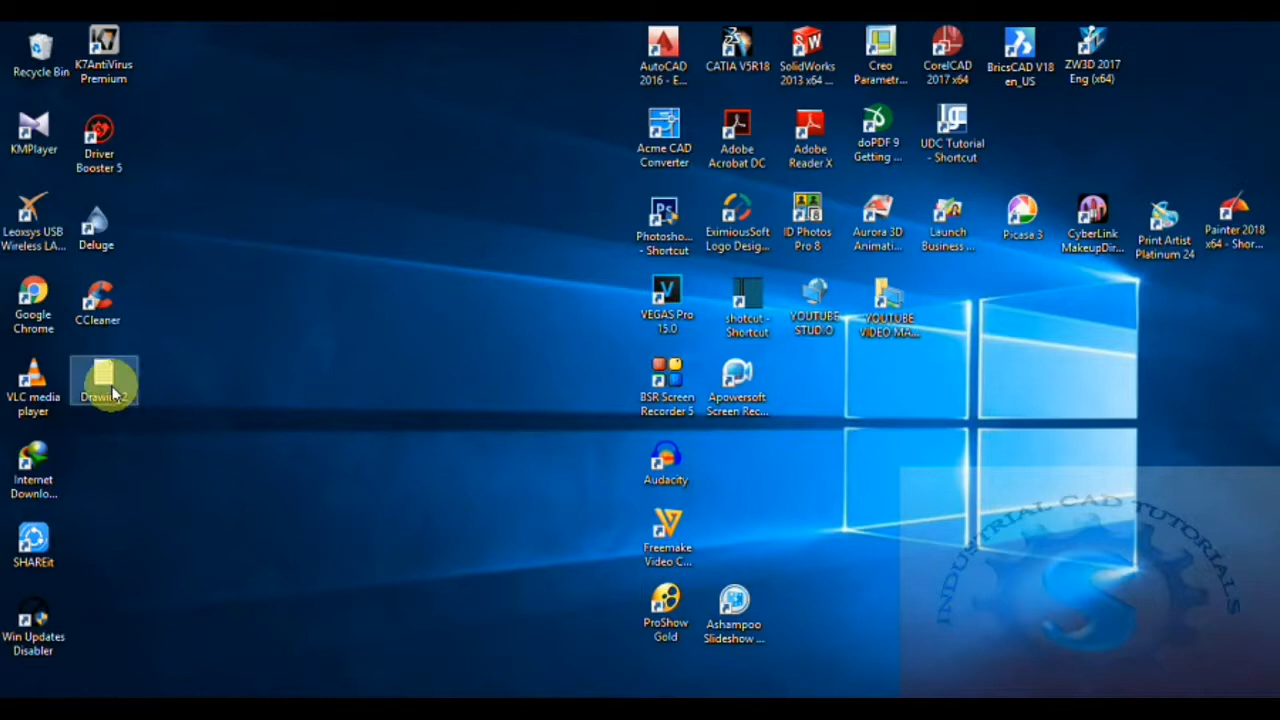 Recycle Bin
K7AntiVirus
Premium
AutoCAD
2016 - E...
CATIA V5R18
SolidWorks
2013 x64 ...
Creo
Parametr...
CorelCAD
2017 x64
BricsCAD V18
en_US
ZW3D 2017
Eng (x64)
KMPlayer
Driver
Booster 5
Acme CAD
Converter
Adobe
Acrobat DC
Adobe
Reader X
doPDF 9
Getting ...
UDC Tutorial
- Shortcut
Leoxsys USB
Wireless LA...
Deluge
Photosho...
- Shortcut
EximiousSoft
Logo Desig...
ID Photos
Pro 8
Aurora 3D
Animati...
Launch
Business ...
Picasa 3
CyberLink
MakeupDir...
Print Artist
Platinum 24
Painter 2018
x64 - Shor...
Google
Chrome
CCleaner
VEGAS Pro
15.0
shotcut -
Shortcut
YOUTUBE
STUDIO
YOUTUBE
VIDEO MA...
VLC media
player
BSR Screen
Recorder 5
Apowersoft
Screen Rec...
Internet
Downlo...
Audacity
SHAREit
Freemake
Video C...
Win Updates
Disabler
ProShow
Gold
Ashampoo
Slideshow ...
INDUSTRIAL CAD TUTORIALS